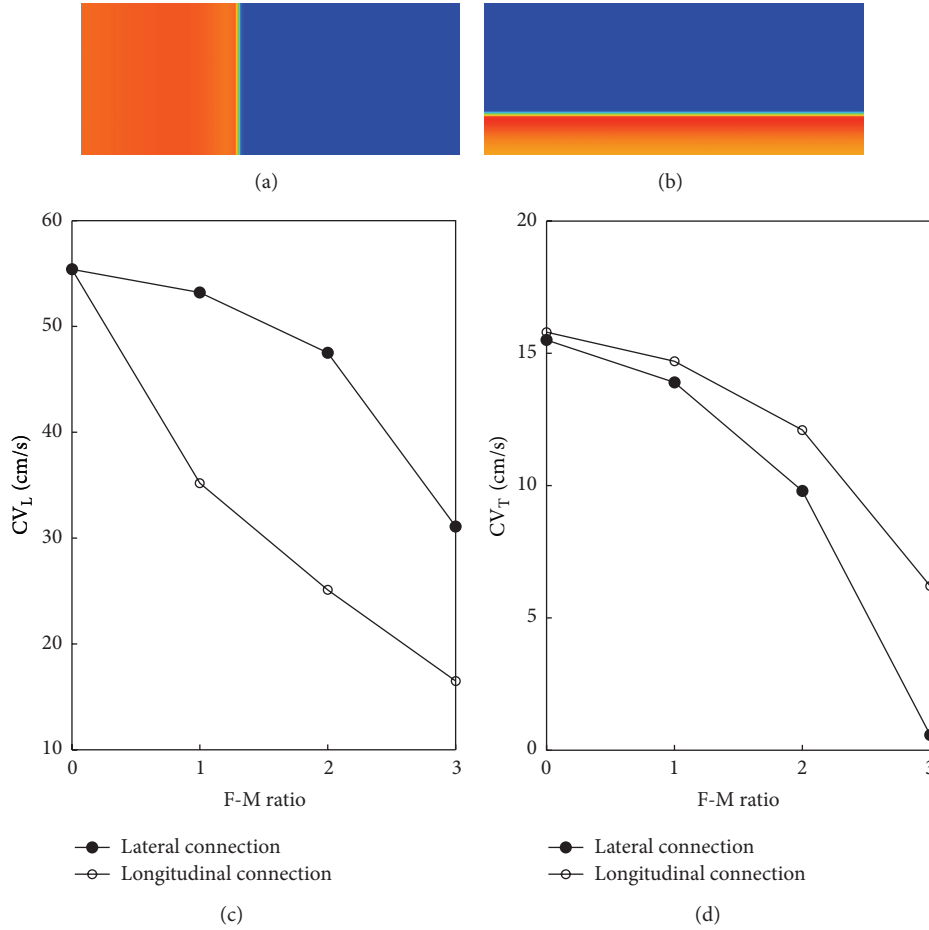 (a)
(b)
60
50
40
30
20
10
CV_L (cm/s)
0 1 2 3
F-M ratio
Lateral connection
Longitudinal connection
(c)
20
15
10
5
0
CV_T (cm/s)
0 1 2 3
F-M ratio
Lateral connection
Longitudinal connection
(d)